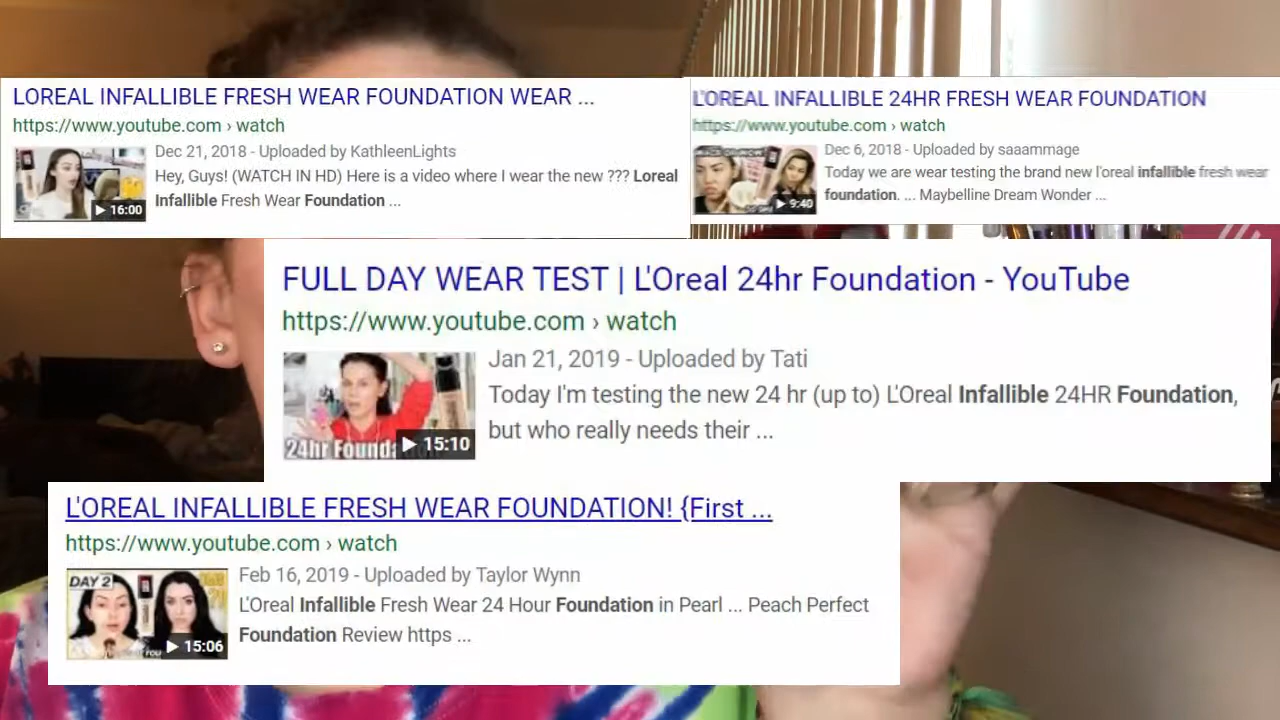 LOREAL INFALLIBLE FRESH WEAR FOUNDATION WEAR ...
https://www.youtube.com › watch
Dec 21, 2018 - Uploaded by KathleenLights
Hey, Guys! (WATCH IN HD) Here is a video where I wear the new ??? Loreal
Infallible Fresh Wear Foundation ...
16:00
L'OREAL INFALLIBLE 24HR FRESH WEAR FOUNDATION
https://www.youtube.com › watch
Dec 6, 2018 - Uploaded by saaammage
Today we are wear testing the brand new l'oreal infallible fresh wear
foundation. ... Maybelline Dream Wonder ...
9:40
FULL DAY WEAR TEST | L'Oreal 24hr Foundation - YouTube
https://www.youtube.com › watch
Jan 21, 2019 - Uploaded by Tati
Today I'm testing the new 24 hr (up to) L'Oreal Infallible 24HR Foundation,
but who really needs their ...
24hr Founda
15:10
L'OREAL INFALLIBLE FRESH WEAR FOUNDATION! {First ...
https://www.youtube.com › watch
Feb 16, 2019 - Uploaded by Taylor Wynn
L'Oreal Infallible Fresh Wear 24 Hour Foundation in Pearl ... Peach Perfect
Foundation Review https ...
DAY 2
15:06